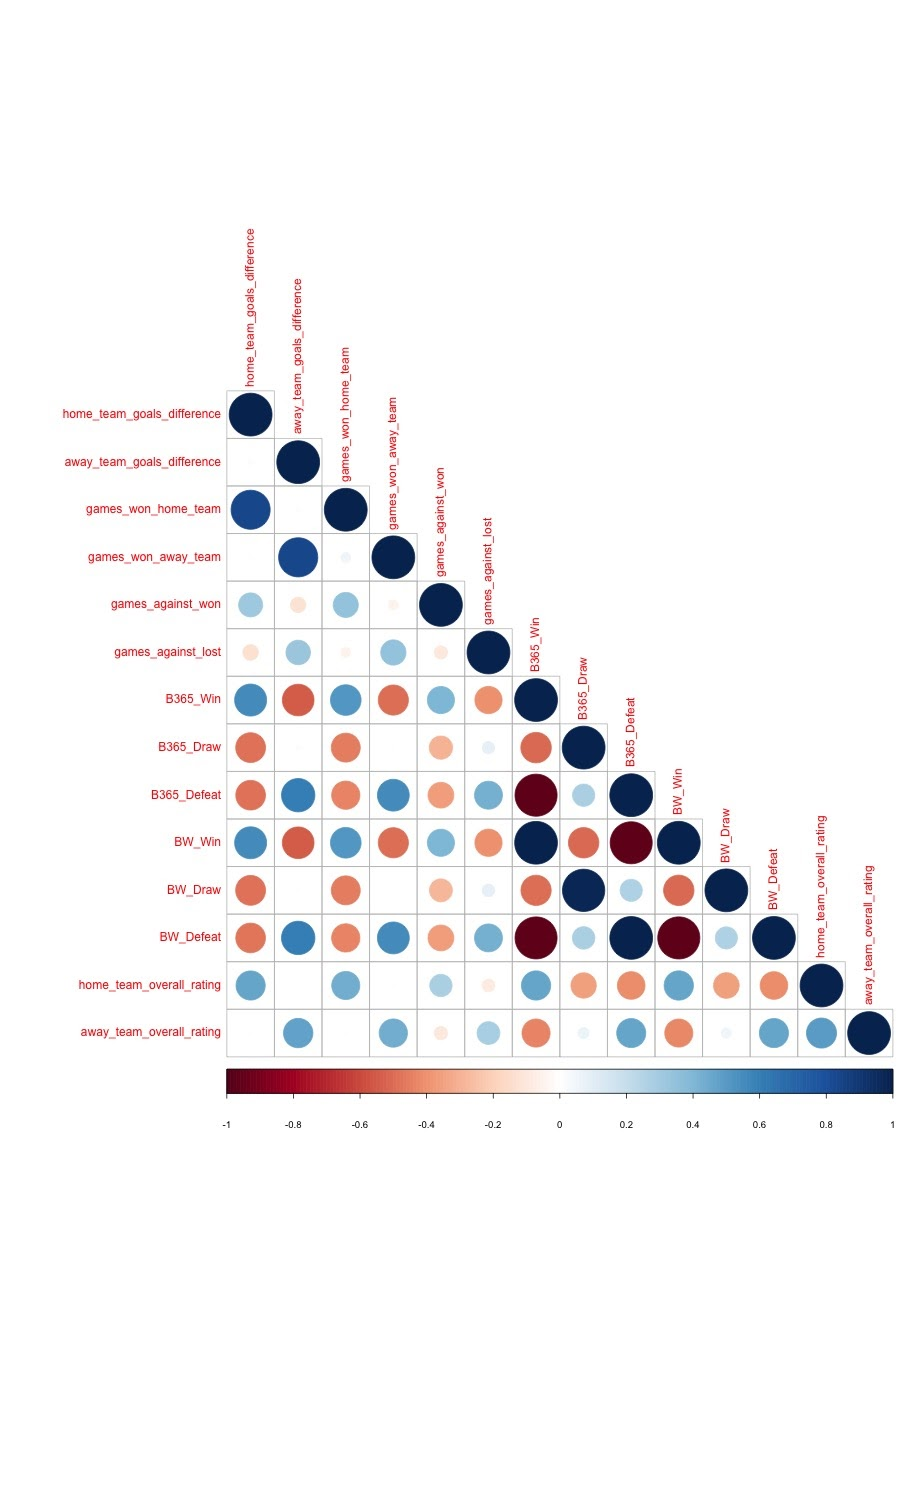 home_team_goals_difference
away_team_goals_difference
games_won_home_team
games_won_away_team
games_against_won
games_against_lost
B365_Win
B365_Draw
B365_Defeat
BW_Win
BW_Draw
BW_Defeat
home_team_overall_rating
away_team_overall_rating
home_team_goals_difference
away_team_goals_difference
games_won_home_team
games_won_away_team
games_against_won
games_against_lost
B365_Win
B365_Draw
B365_Defeat
BW_Win
BW_Draw
BW_Defeat
home_team_overall_rating
away_team_overall_rating
-1 -0.8 -0.6 -0.4 -0.2 0 0.2 0.4 0.6 0.8 1